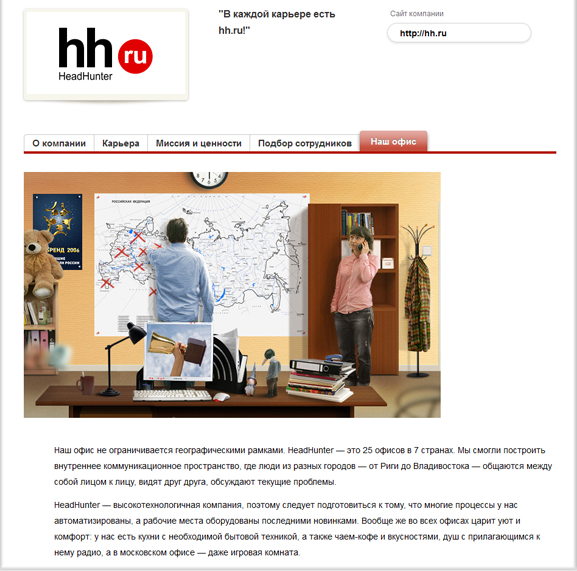 hh ru
HeadHunter
"В каждой карьере есть
hh.ru!"
Сайт компании
http://hh.ru
О компании
Карьера
Миссия и ценности
Подбор сотрудников
Наш офис
РОССИЙСКАЯ ФЕДЕРАЦИЯ
Наш офис не ограничивается географическими рамками. HeadHunter — это 25 офисов в 7 странах. Мы смогли построить
внутреннее коммуникационное пространство, где люди из разных городов — от Риги до Владивостока — общаются между
собой лицом к лицу, видят друг друга, обсуждают текущие проблемы.
HeadHunter — высокотехнологичная компания, поэтому следует подготовиться к тому, что многие процессы у нас
автоматизированы, а рабочие места оборудованы последними новинками. Вообще же во всех офисах царит уют и
комфорт: у нас есть кухни с необходимой бытовой техникой, а также чаем-кофе и вкусностями, душ с прилагающимся к
нему радио, а в московском офисе — даже игровая комната.